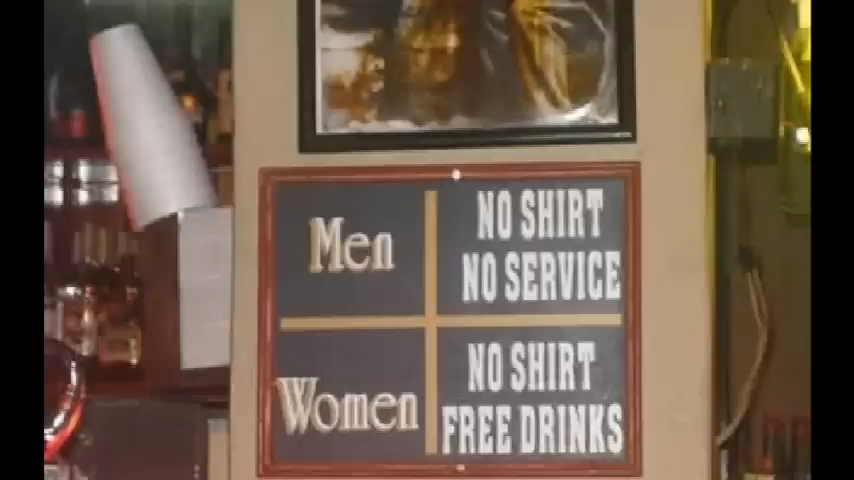 Men
NO SHIRT
NO SERVICE
Women
NO SHIRT
FREE DRINKS